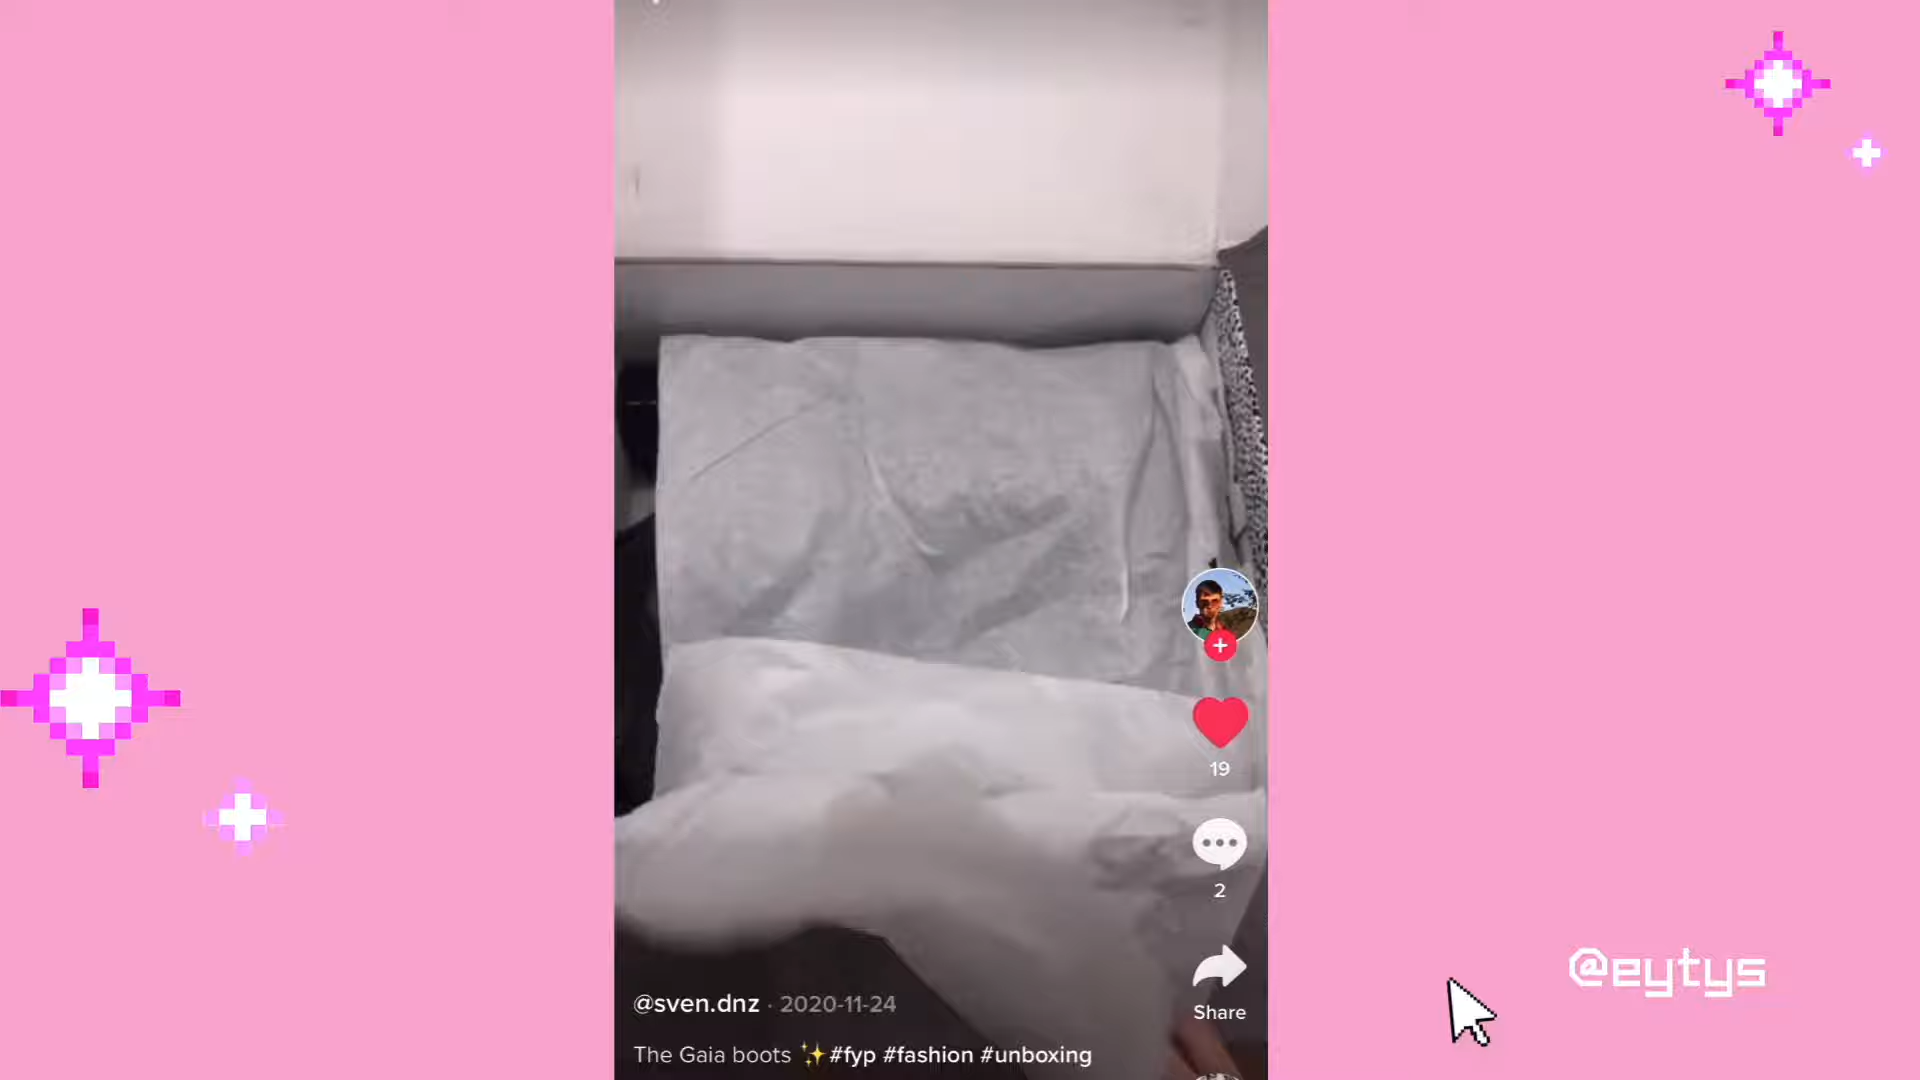 19
2
Share
@eytys
@sven.dnz · 2020-11-24
The Gaia boots ✨#fyp #fashion #unboxing